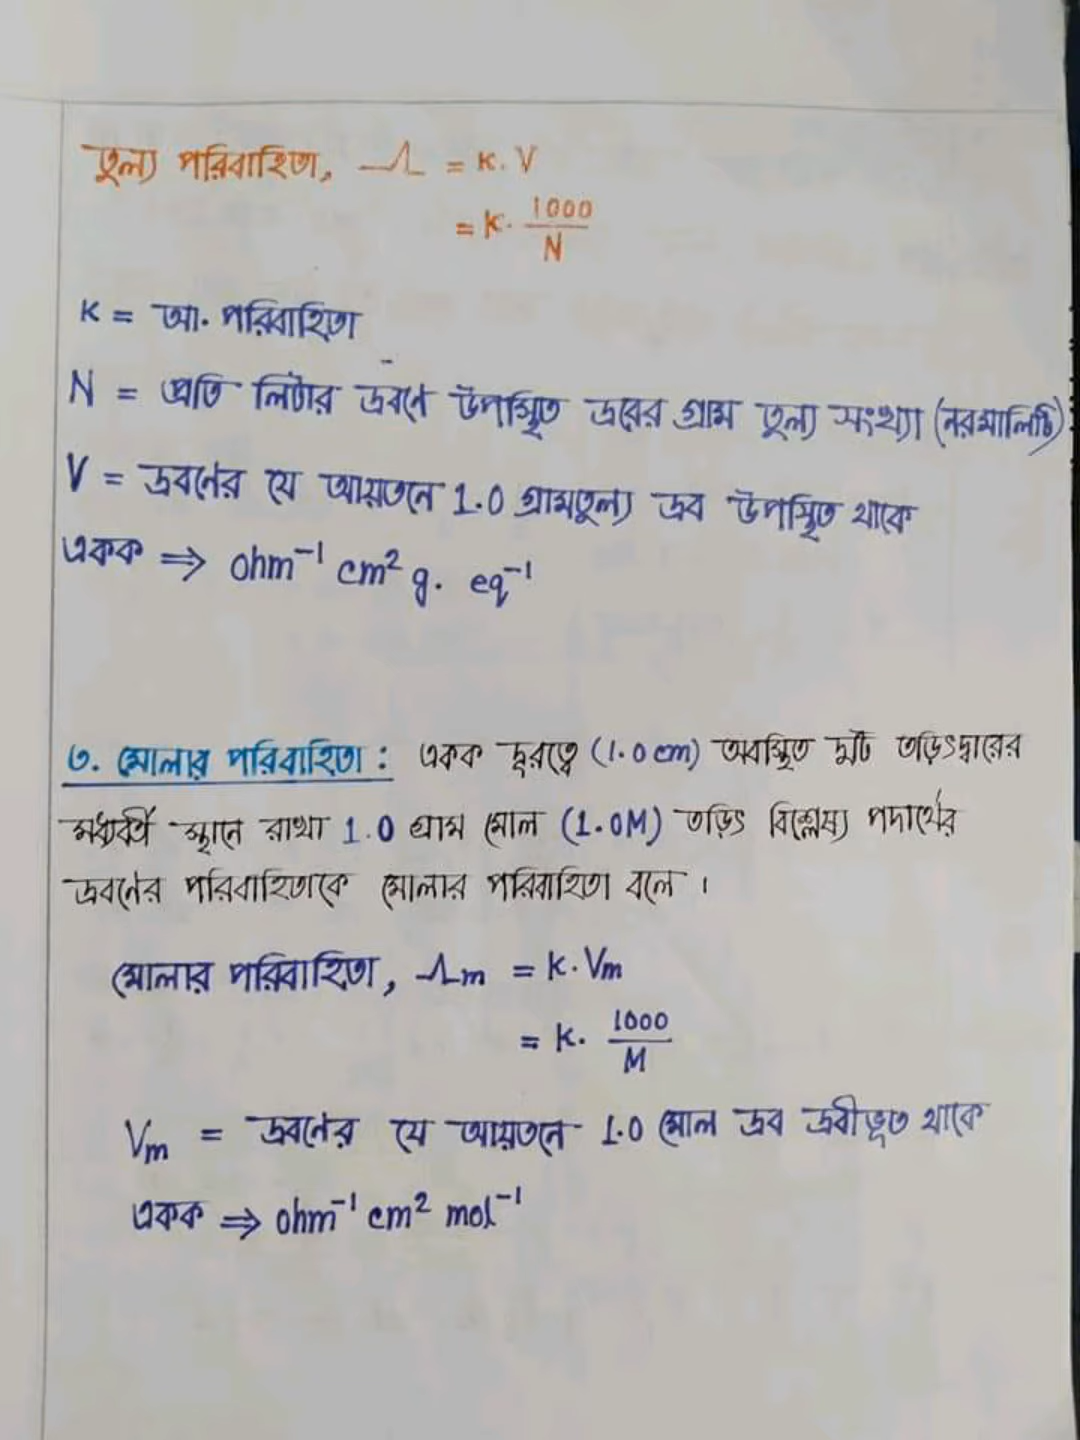 তুল্য পরিবাহিতা, Λ = K. V
= K. 1000/N
K = আ. পরিবাহিতা
N = প্রতি লিটার দ্রবণে উপস্থিত দ্রবের গ্রাম তুল্য সংখ্যা (নরমালিটি)
V = দ্রবণের যে আয়তনে 1.0 গ্রামতুল্য দ্রব উপস্থিত থাকে
একক ⇒ ohm⁻¹ cm² g. eq⁻¹
৩. মোলার পরিবাহিতা : একক দূরত্বে (1.0 cm) অবস্থিত দুটি তড়িৎদ্বারের
মধ্যবর্তী স্থানে রাখা 1.0 গ্রাম মোল (1.0M) তড়িৎ বিশ্লেষ্য পদার্থের
দ্রবণের পরিবাহিতাকে মোলার পরিবাহিতা বলে ।
মোলার পরিবাহিতা, Λm = K. Vm
= K. 1000/M
Vm = দ্রবণের যে আয়তনে 1.0 মোল দ্রব দ্রবীভূত থাকে
একক ⇒ ohm⁻¹ cm² mol⁻¹